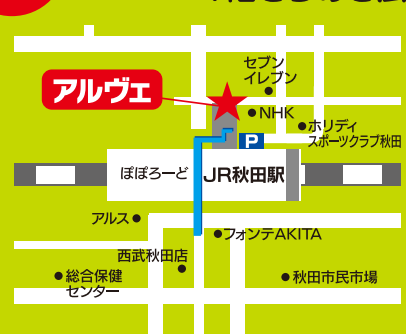 セブン
イレブン
アルヴェ
NHK
ホリディ
スポーツクラブ秋田
P
ぽぽろーど
JR秋田駅
アルス
フォンテAKITA
西武秋田店
総合保健
センター
秋田市民市場